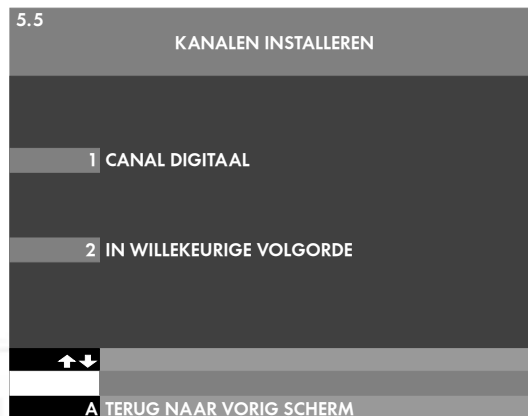 5.5
KANALEN INSTALLEREN
1 CANAL DIGITAAL
2 IN WILLEKEURIGE VOLGORDE
A TERUG NAAR VORIG SCHERM